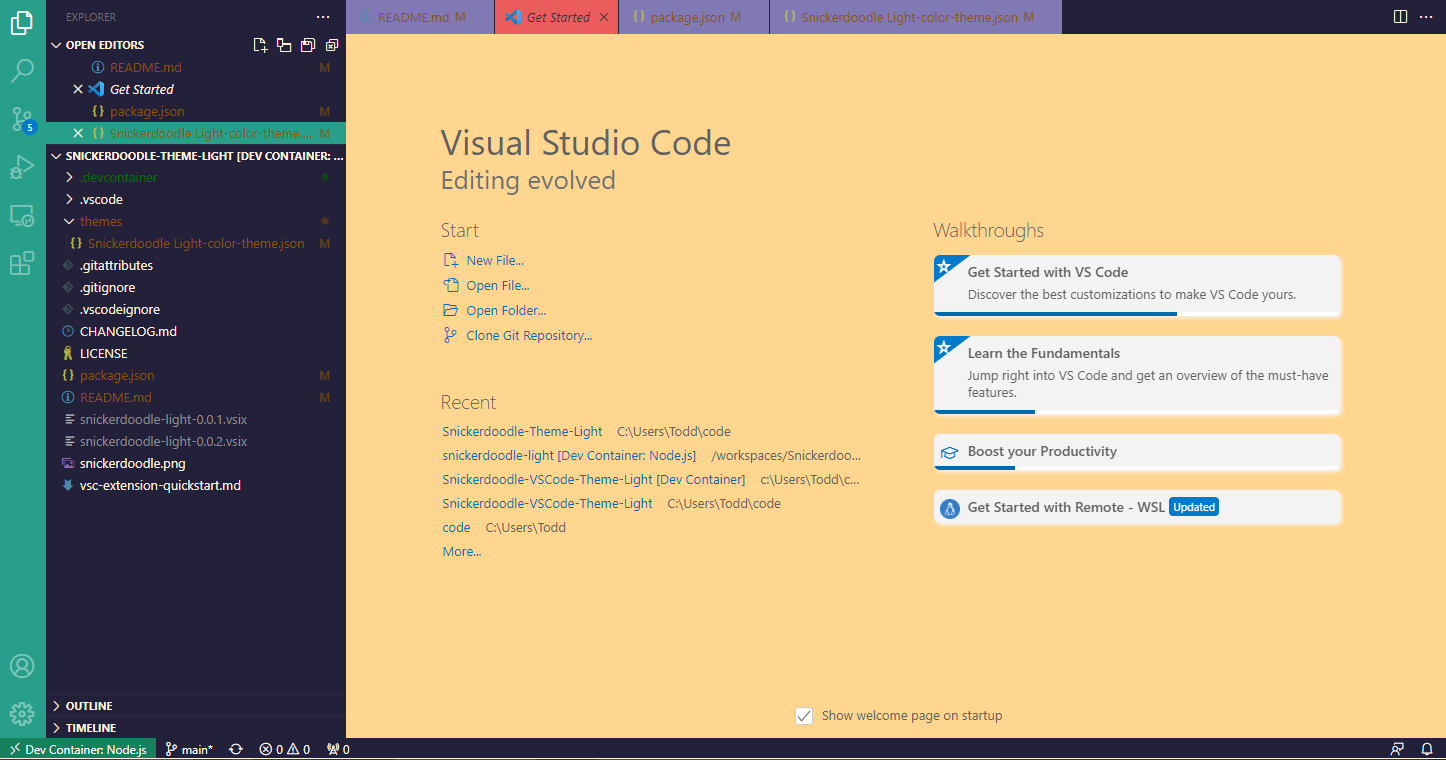 EXPLORER
README.md M
Get Started
package.json M
Snickerdoodle Light-color-theme.json M
OPEN EDITORS
README.md M
Get Started
package.json M
Snickerdoodle Light-color-theme.... M
5
SNICKERDOODLE-THEME-LIGHT [DEV CONTAINER: ...
.devcontainer
.vscode
themes
Snickerdoodle Light-color-theme.json M
.gitattributes
.gitignore
.vscodeignore
CHANGELOG.md
LICENSE
package.json M
README.md M
snickerdoodle-light-0.0.1.vsix
snickerdoodle-light-0.0.2.vsix
snickerdoodle.png
vsc-extension-quickstart.md
OUTLINE
TIMELINE
Visual Studio Code
Editing evolved
Start
New File...
Open File...
Open Folder...
Clone Git Repository...
Recent
Snickerdoodle-Theme-Light C:\Users\Todd\code
snickerdoodle-light [Dev Container: Node.js] /workspaces/Snickerdoo...
Snickerdoodle-VSCode-Theme-Light [Dev Container] c:\Users\Todd\c...
Snickerdoodle-VSCode-Theme-Light C:\Users\Todd\code
code C:\Users\Todd
More...
Walkthroughs
Get Started with VS Code
Discover the best customizations to make VS Code yours.
Learn the Fundamentals
Jump right into VS Code and get an overview of the must-have
features.
Boost your Productivity
Get Started with Remote - WSL Updated
Show welcome page on startup
Dev Container: Node.js main* 0 0 0